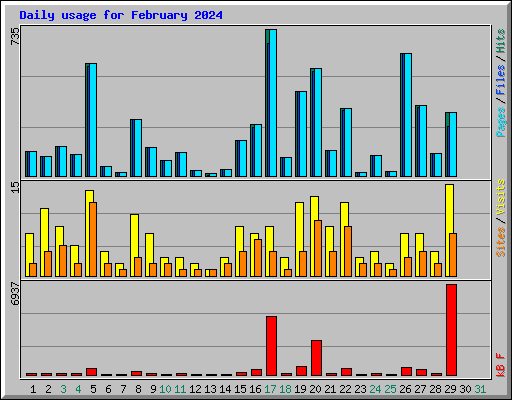 Daily usage for February 2024
735
Pages / Files / Hits
15
Sites / Visits
6937
kB F
1 2 3 4 5 6 7 8 9 10 11 12 13 14 15 16 17 18 19 20 21 22 23 24 25 26 27 28 29 30 31